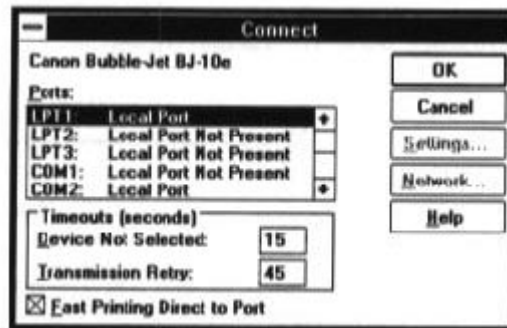 Connect
Canon Bubble-Jet BJ-10e
Ports:
LPT1: Local Port
LPT2: Local Port Not Present
LPT3: Local Port Not Present
COM1: Local Port Not Present
COM2: Local Port
Timeouts (seconds)
Device Not Selected: 15
Transmission Retry: 45
Fast Printing Direct to Port
OK
Cancel
Settings...
Network...
Help